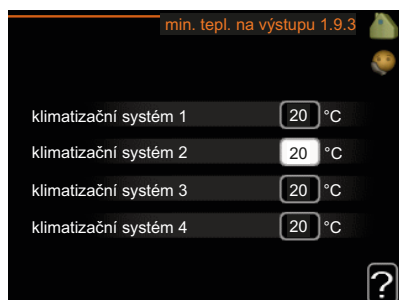 min. tepl. na výstupu 1.9.3
klimatizační systém 1 20 °C
klimatizační systém 2 20 °C
klimatizační systém 3 20 °C
klimatizační systém 4 20 °C
?